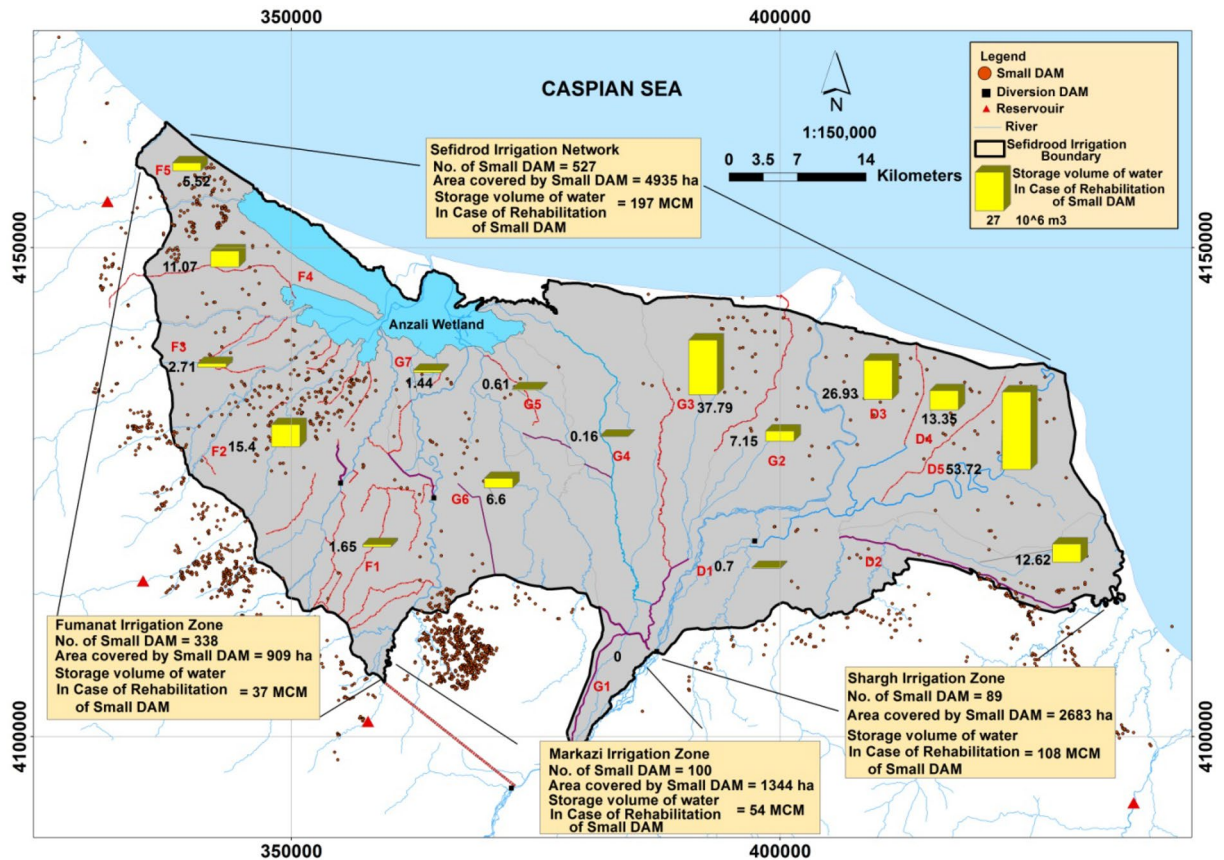 350000
400000
CASPIAN SEA
N
1:150,000
0 3.5 7 14
Kilometers
Legend
Small DAM
Diversion DAM
Reservouir
River
Sefidrood Irrigation
Boundary
Storage volume of water
In Case of Rehabilitation
of Small DAM
27 10^6 m3
Sefidrod Irrigation Network
No. of Small DAM = 527
Area covered by Small DAM = 4935 ha
Storage volume of water
In Case of Rehabilitation = 197 MCM
of Small DAM
4150000
4150000
F5
5.52
11.07
F4
Anzali Wetland
F3
2.71
G7
1.44
0.61
G5
G3
37.79
26.93
D3
13.35
D4
F2
15.4
0.16
G4
7.15
G2
D5
53.72
G6
6.6
1.65
F1
D1
0.7
D2
12.62
0
G1
Fumanat Irrigation Zone
No. of Small DAM = 338
Area covered by Small DAM = 909 ha
Storage volume of water
In Case of Rehabilitation = 37 MCM
of Small DAM
Shargh Irrigation Zone
No. of Small DAM = 89
Area covered by Small DAM = 2683 ha
Storage volume of water
In Case of Rehabilitation = 108 MCM
of Small DAM
Markazi Irrigation Zone
No. of Small DAM = 100
Area covered by Small DAM = 1344 ha
Storage volume of water
In Case of Rehabilitation = 54 MCM
of Small DAM
4100000
4100000
350000
400000